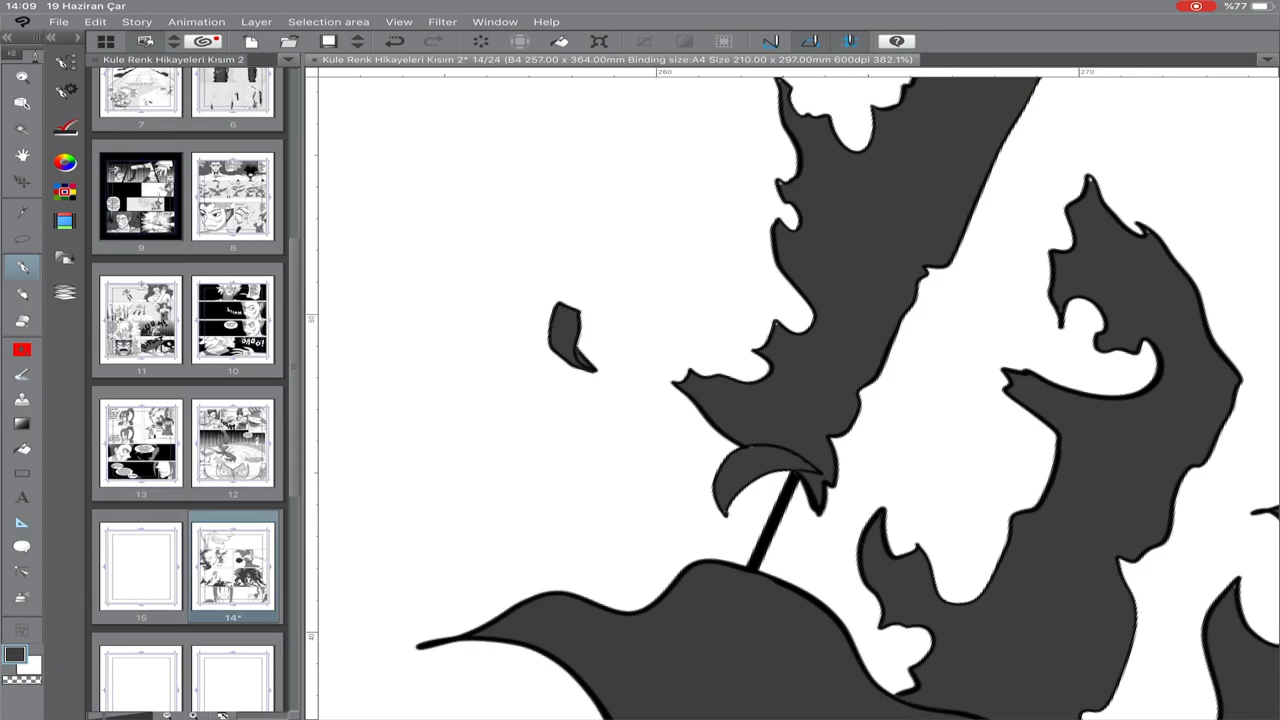 14:09 19 Haziran Çar %77
File Edit Story Animation Layer Selection area View Filter Window Help
Kule Renk Hikayeleri Kısım 2
Kule Renk Hikayeleri Kısım 2* 14/24 (B4 257.00 x 364.00mm Binding size:A4 Size 210.00 x 297.00mm 600dpi 382.1%)
260 270
7 6
9 8
50
11 10
13 12
15 14*
40